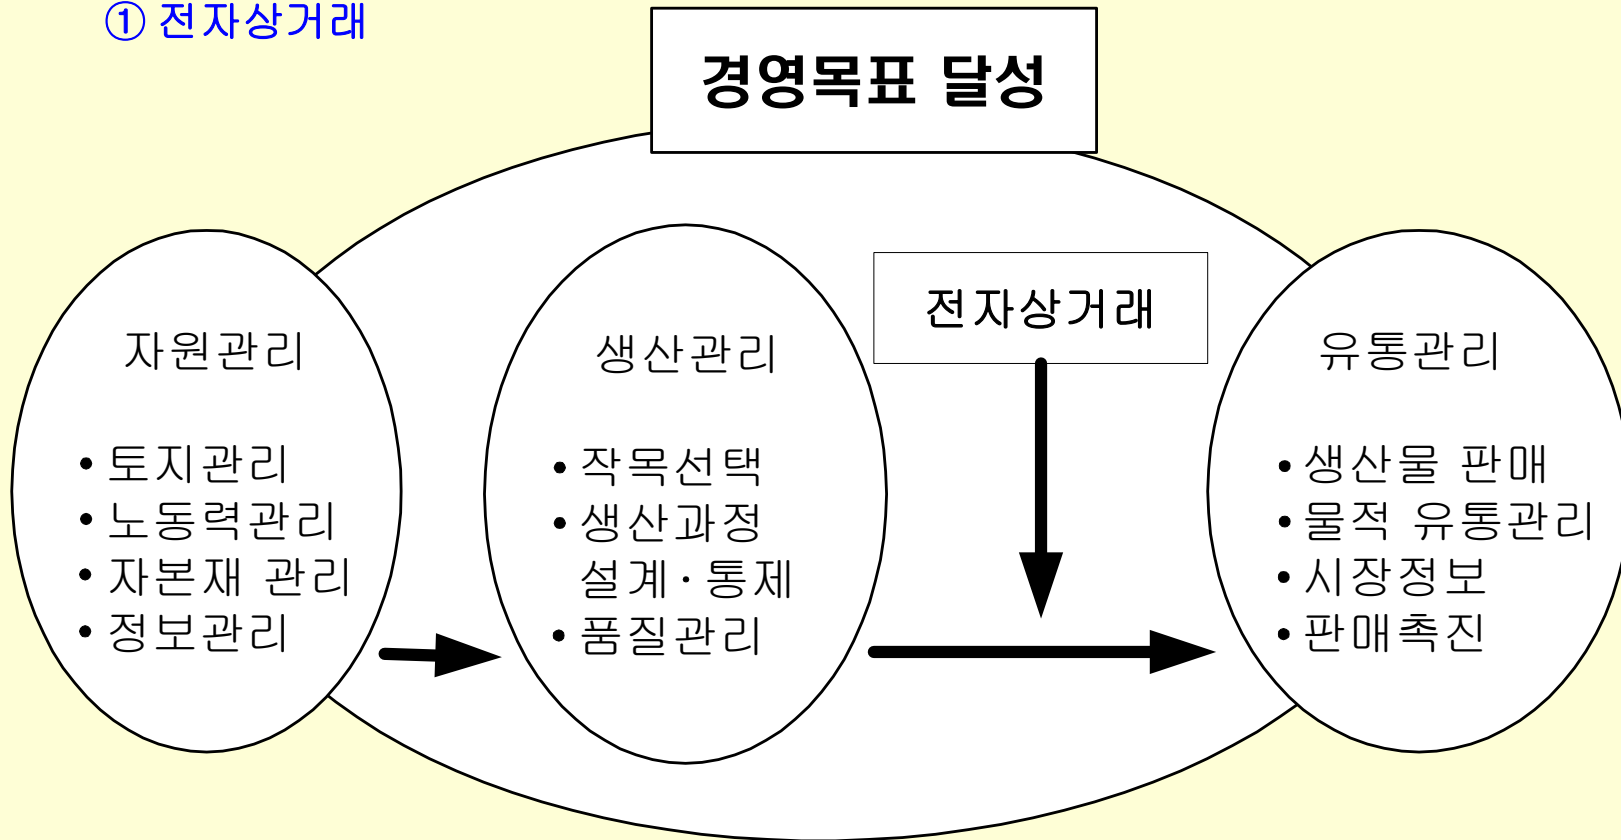 ① 전자상거래
경영목표 달성
자원관리
• 토지관리
• 노동력관리
• 자본재 관리
• 정보관리
생산관리
• 작목선택
• 생산과정
설계·통제
• 품질관리
전자상거래
유통관리
• 생산물 판매
• 물적 유통관리
• 시장정보
• 판매촉진